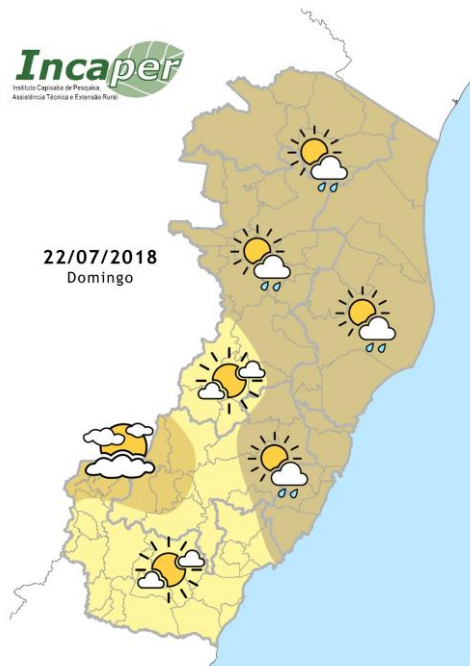 Incaper
Instituto Capixaba de Pesquisa,
Assistência Técnica e Extensão Rural
22/07/2018
Domingo